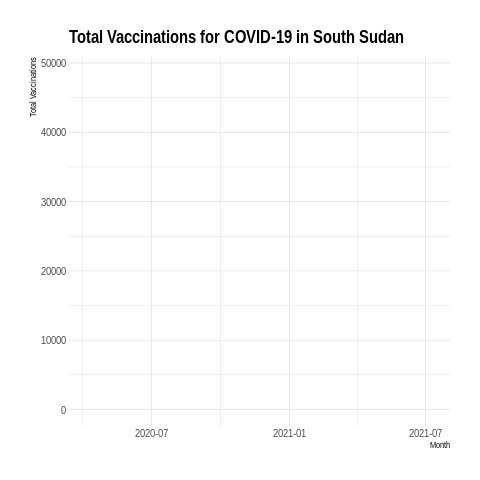 Total Vaccinations for COVID-19 in South Sudan
Total Vaccinations
50000
40000
30000
20000
10000
0
2020-07 2021-01 2021-07
Month